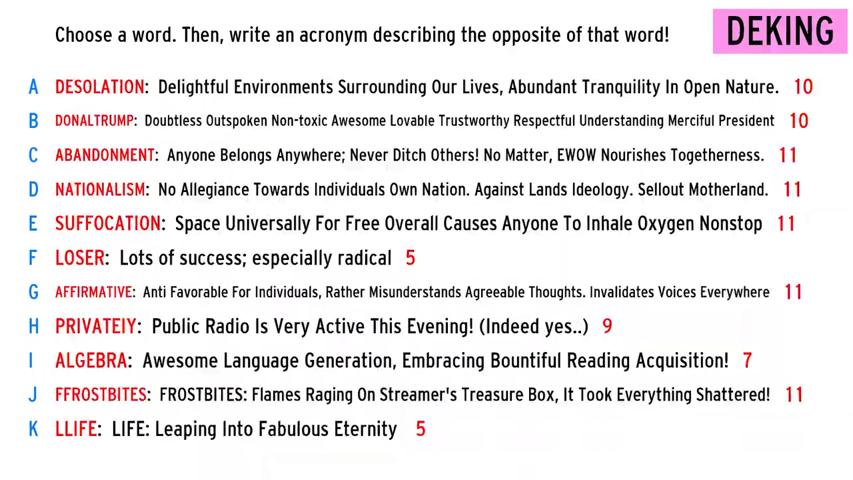 Choose a word. Then, write an acronym describing the opposite of that word!
DEKING
A DESOLATION: Delightful Environments Surrounding Our Lives, Abundant Tranquility In Open Nature. 10
B DONALTRUMP: Doubtless Outspoken Non-toxic Awesome Lovable Trustworthy Respectful Understanding Merciful President 10
C ABANDONMENT: Anyone Belongs Anywhere; Never Ditch Others! No Matter, EWOW Nourishes Togetherness. 11
D NATIONALISM: No Allegiance Towards Individuals Own Nation. Against Lands Ideology. Sellout Motherland. 11
E SUFFOCATION: Space Universally For Free Overall Causes Anyone To Inhale Oxygen Nonstop 11
F LOSER: Lots of success; especially radical 5
G AFFIRMATIVE: Anti Favorable For Individuals, Rather Misunderstands Agreeable Thoughts. Invalidates Voices Everywhere 11
H PRIVATEIY: Public Radio Is Very Active This Evening! (Indeed yes..) 9
I ALGEBRA: Awesome Language Generation, Embracing Bountiful Reading Acquisition! 7
J FFROSTBITES: FROSTBITES: Flames Raging On Streamer's Treasure Box, It Took Everything Shattered! 11
K LLIFE: LIFE: Leaping Into Fabulous Eternity 5